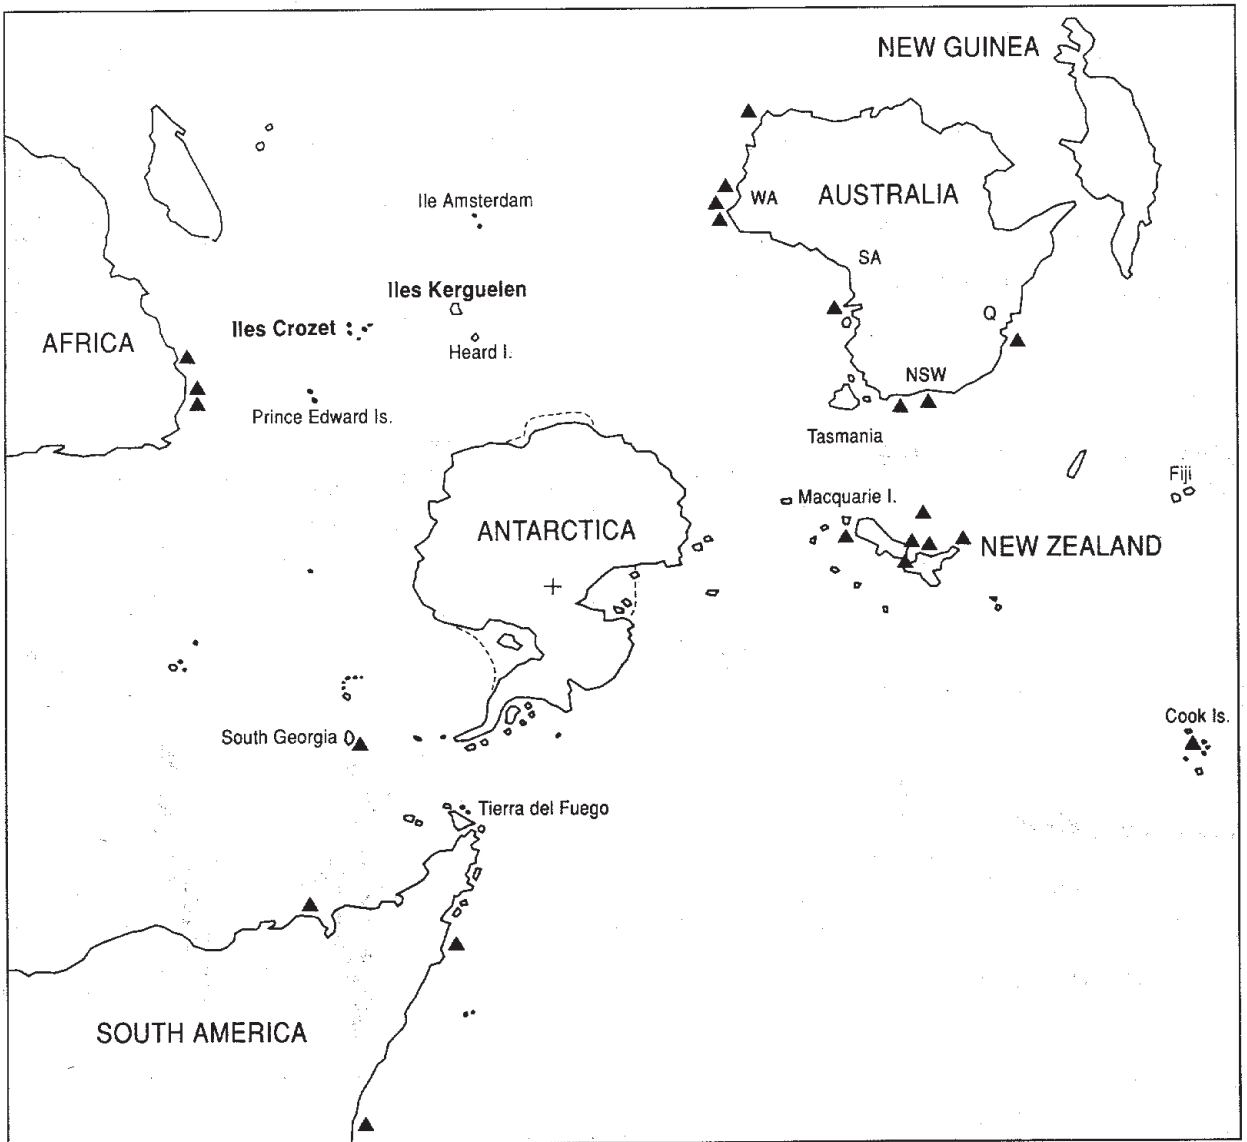 NEW GUINEA
Ile Amsterdam
WA
AUSTRALIA
SA
Iles Kerguelen
Iles Crozet
Q
AFRICA
Heard I.
NSW
Prince Edward Is.
Tasmania
Fiji
Macquarie I.
ANTARCTICA
NEW ZEALAND
Cook Is.
South Georgia
Tierra del Fuego
SOUTH AMERICA